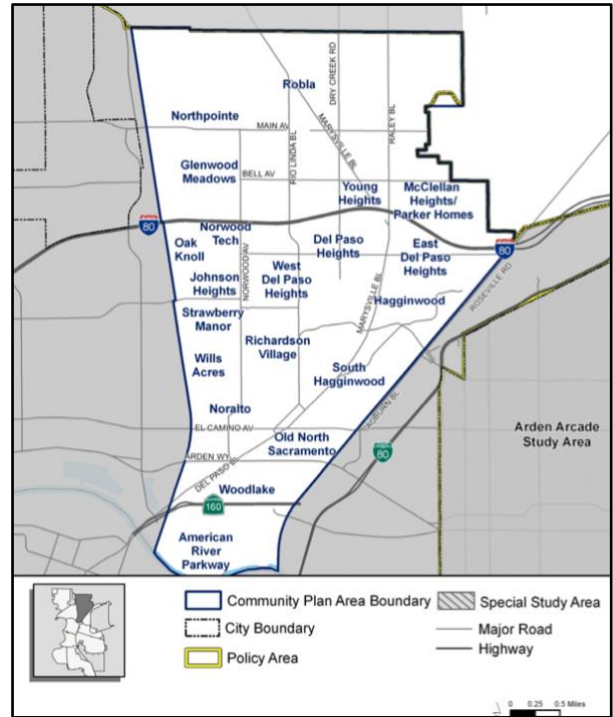 Robla
DRY CREEK RD
MARYSVILLE BL
RALEY BL
Northpointe
MAIN AV
RIO LINDA BL
Glenwood
Meadows
BELL AV
Young
Heights
McClellan
Heights/
Parker Homes
80
Norwood
Tech
Oak
Knoll
Del Paso
Heights
East
Del Paso
Heights
80
ROSEVILLE RD
NORWOOD AV
West
Del Paso
Heights
Johnson
Heights
MARYSVILLE BL
Hagginwood
Strawberry
Manor
Richardson
Village
Wills
Acres
South
Hagginwood
Noralto
AUBURN BL
EL CAMINO AV
Arden Arcade
Study Area
Old North
Sacramento
80
ARDEN WY
DEL PASO BL
Woodlake
160
American
River
Parkway
Community Plan Area Boundary
Special Study Area
City Boundary
Major Road
Policy Area
Highway
0 0.25 0.5 Miles